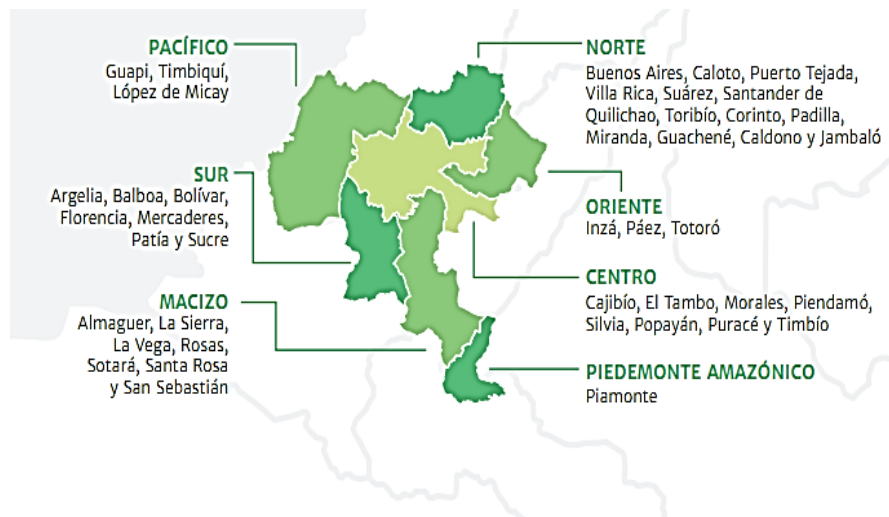 PACÍFICO
Guapi, Timbiquí,
López de Micay
SUR
Argelia, Balboa, Bolívar,
Florencia, Mercaderes,
Patía y Sucre
MACIZO
Almaguer, La Sierra,
La Vega, Rosas,
Sotará, Santa Rosa
y San Sebastián
NORTE
Buenos Aires, Caloto, Puerto Tejada,
Villa Rica, Suárez, Santander de
Quilichao, Toribío, Corinto, Padilla,
Miranda, Guachené, Caldono y Jambaló
ORIENTE
Inzá, Páez, Totoró
CENTRO
Cajibío, El Tambo, Morales, Piendamó,
Silvia, Popayán, Puracé y Timbío
PIEDEMONTE AMAZÓNICO
Piamonte